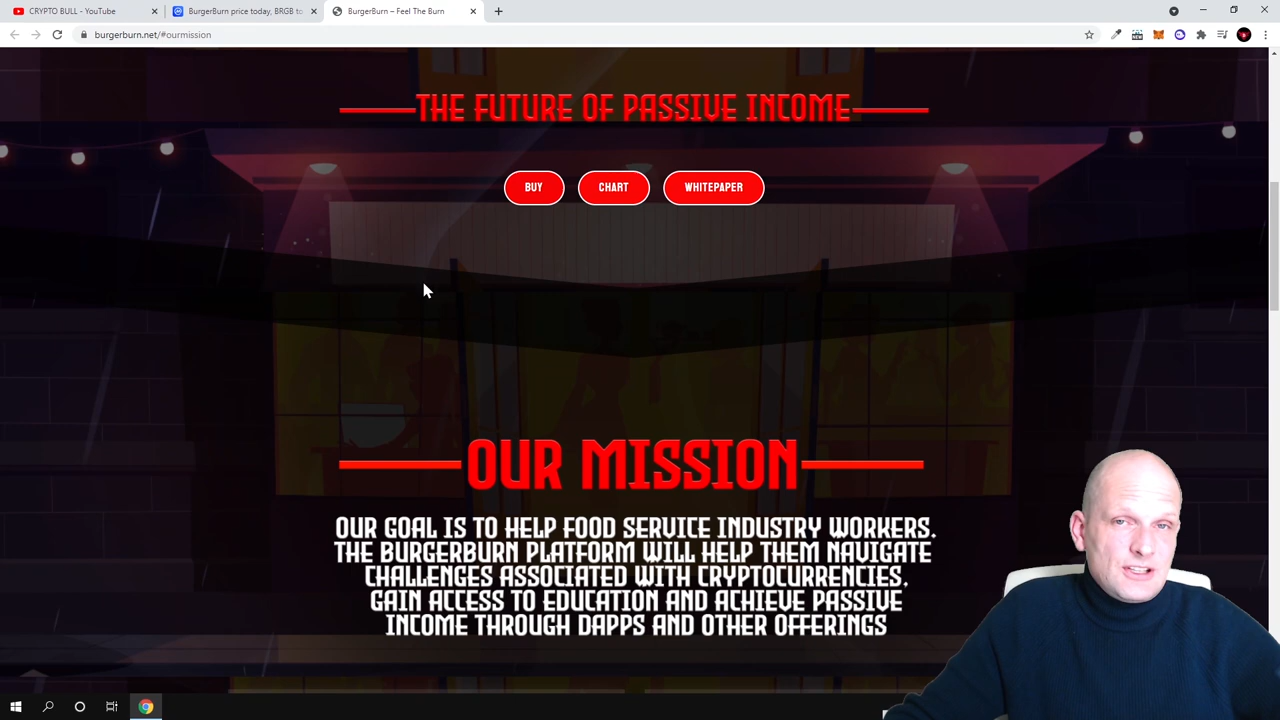 CRYPTO BULL - YouTube
BurgerBurn price today, BRGB to
BurgerBurn – Feel The Burn
burgerburn.net/#ourmission
THE FUTURE OF PASSIVE INCOME
BUY
CHART
WHITEPAPER
OUR MISSION
OUR GOAL IS TO HELP FOOD SERVICE INDUSTRY WORKERS.
THE BURGERBURN PLATFORM WILL HELP THEM NAVIGATE
CHALLENGES ASSOCIATED WITH CRYPTOCURRENCIES,
GAIN ACCESS TO EDUCATION AND ACHIEVE PASSIVE
INCOME THROUGH DAPPS AND OTHER OFFERINGS